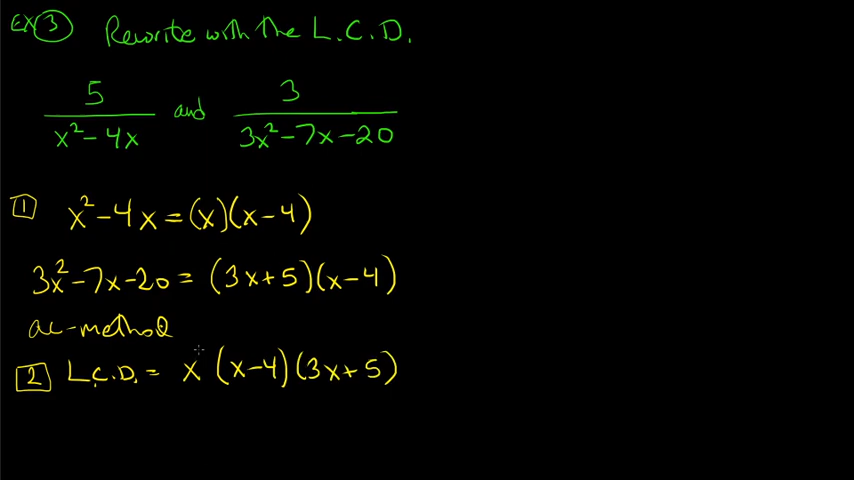 Ex ③ Rewrite with the L.C.D.
5/(x² - 4x) and 3/(3x² - 7x - 20)
1 x² - 4x = (x)(x - 4)
3x² - 7x - 20 = (3x + 5)(x - 4)
ac-method
2 L.C.D. = x (x - 4)(3x + 5)